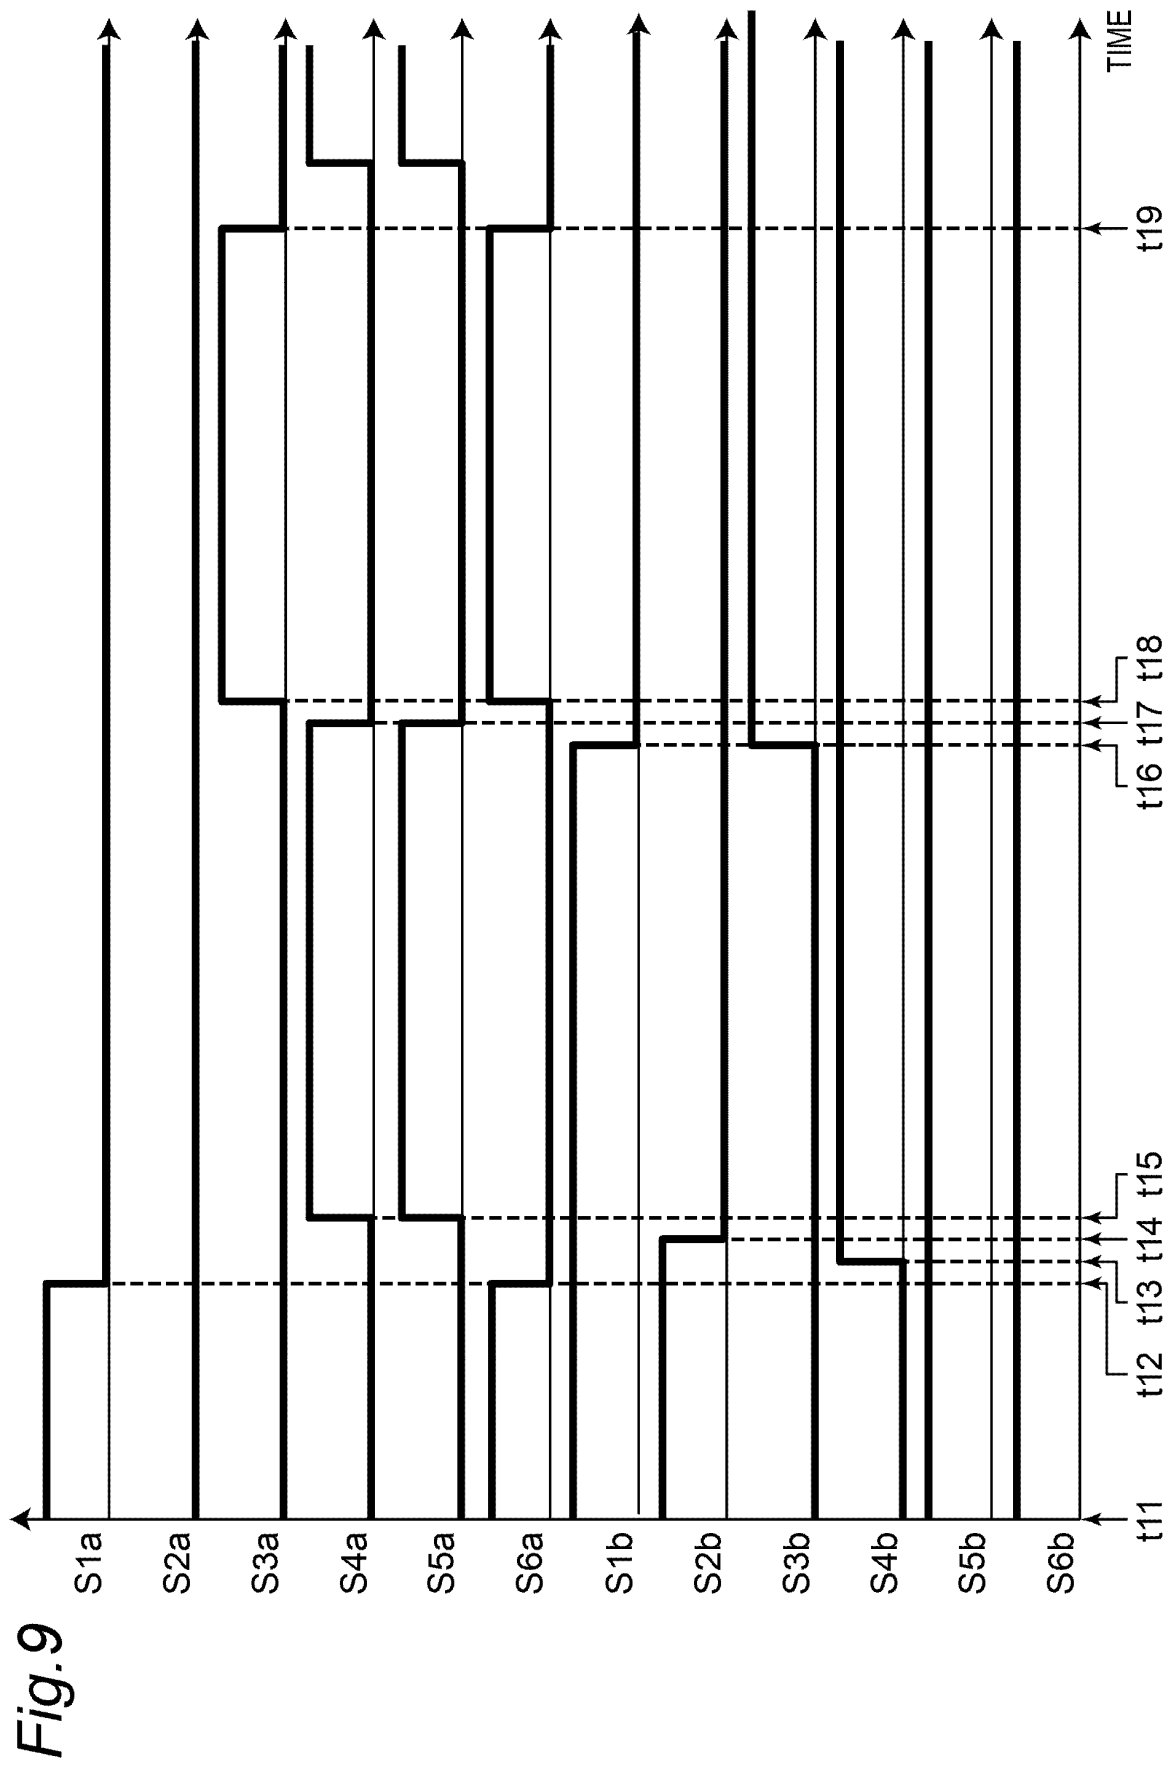 Fig.9
S1a
S2a
S3a
S4a
S5a
S6a
S1b
S2b
S3b
S4b
S5b
S6b
TIME
t11
t12
t13
t14
t15
t16
t17
t18
t19